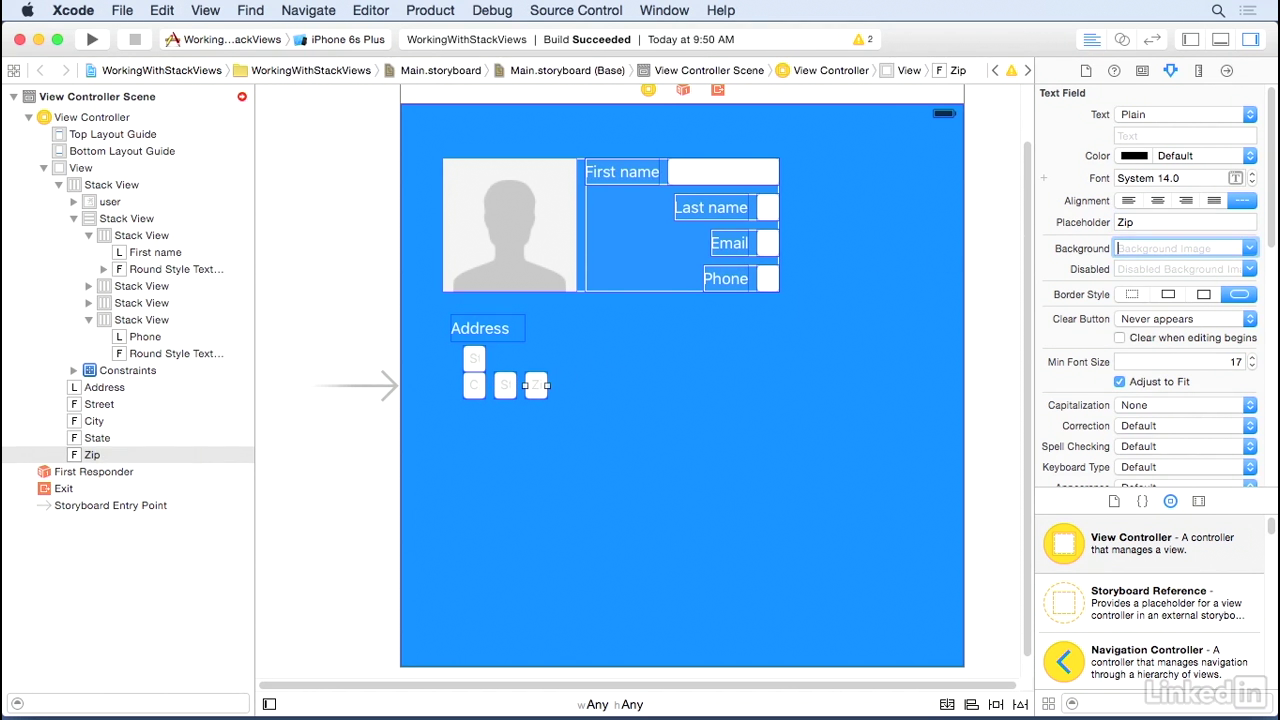 Xcode File Edit View Find Navigate Editor Product Debug Source Control Window Help
Working...ackViews iPhone 6s Plus WorkingWithStackViews Build Succeeded Today at 9:50 AM 2
WorkingWithStackViews WorkingWithStackViews Main.storyboard Main.storyboard (Base) View Controller Scene View Controller View F Zip
View Controller Scene
View Controller
Top Layout Guide
Bottom Layout Guide
View
Stack View
user
Stack View
Stack View
L First name
F Round Style Text...
Stack View
Stack View
Stack View
L Phone
F Round Style Text...
Constraints
L Address
F Street
F City
F State
F Zip
First Responder
Exit
Storyboard Entry Point
First name
Last name
Email
Phone
Address
St
C St Z
wAny hAny
Text Field
Text Plain
Text
Color Default
Font System 14.0 T
Alignment
Placeholder Zip
Background Background Image
Disabled Disabled Background Im
Border Style
Clear Button Never appears
Clear when editing begins
Min Font Size 17
Adjust to Fit
Capitalization None
Correction Default
Spell Checking Default
Keyboard Type Default
Appearance Default
View Controller - A controller
that manages a view.
Storyboard Reference -
Provides a placeholder for a view
controller in an external storybo...
Navigation Controller - A
controller that manages navigation
through a hierarchy of views.
Linked in